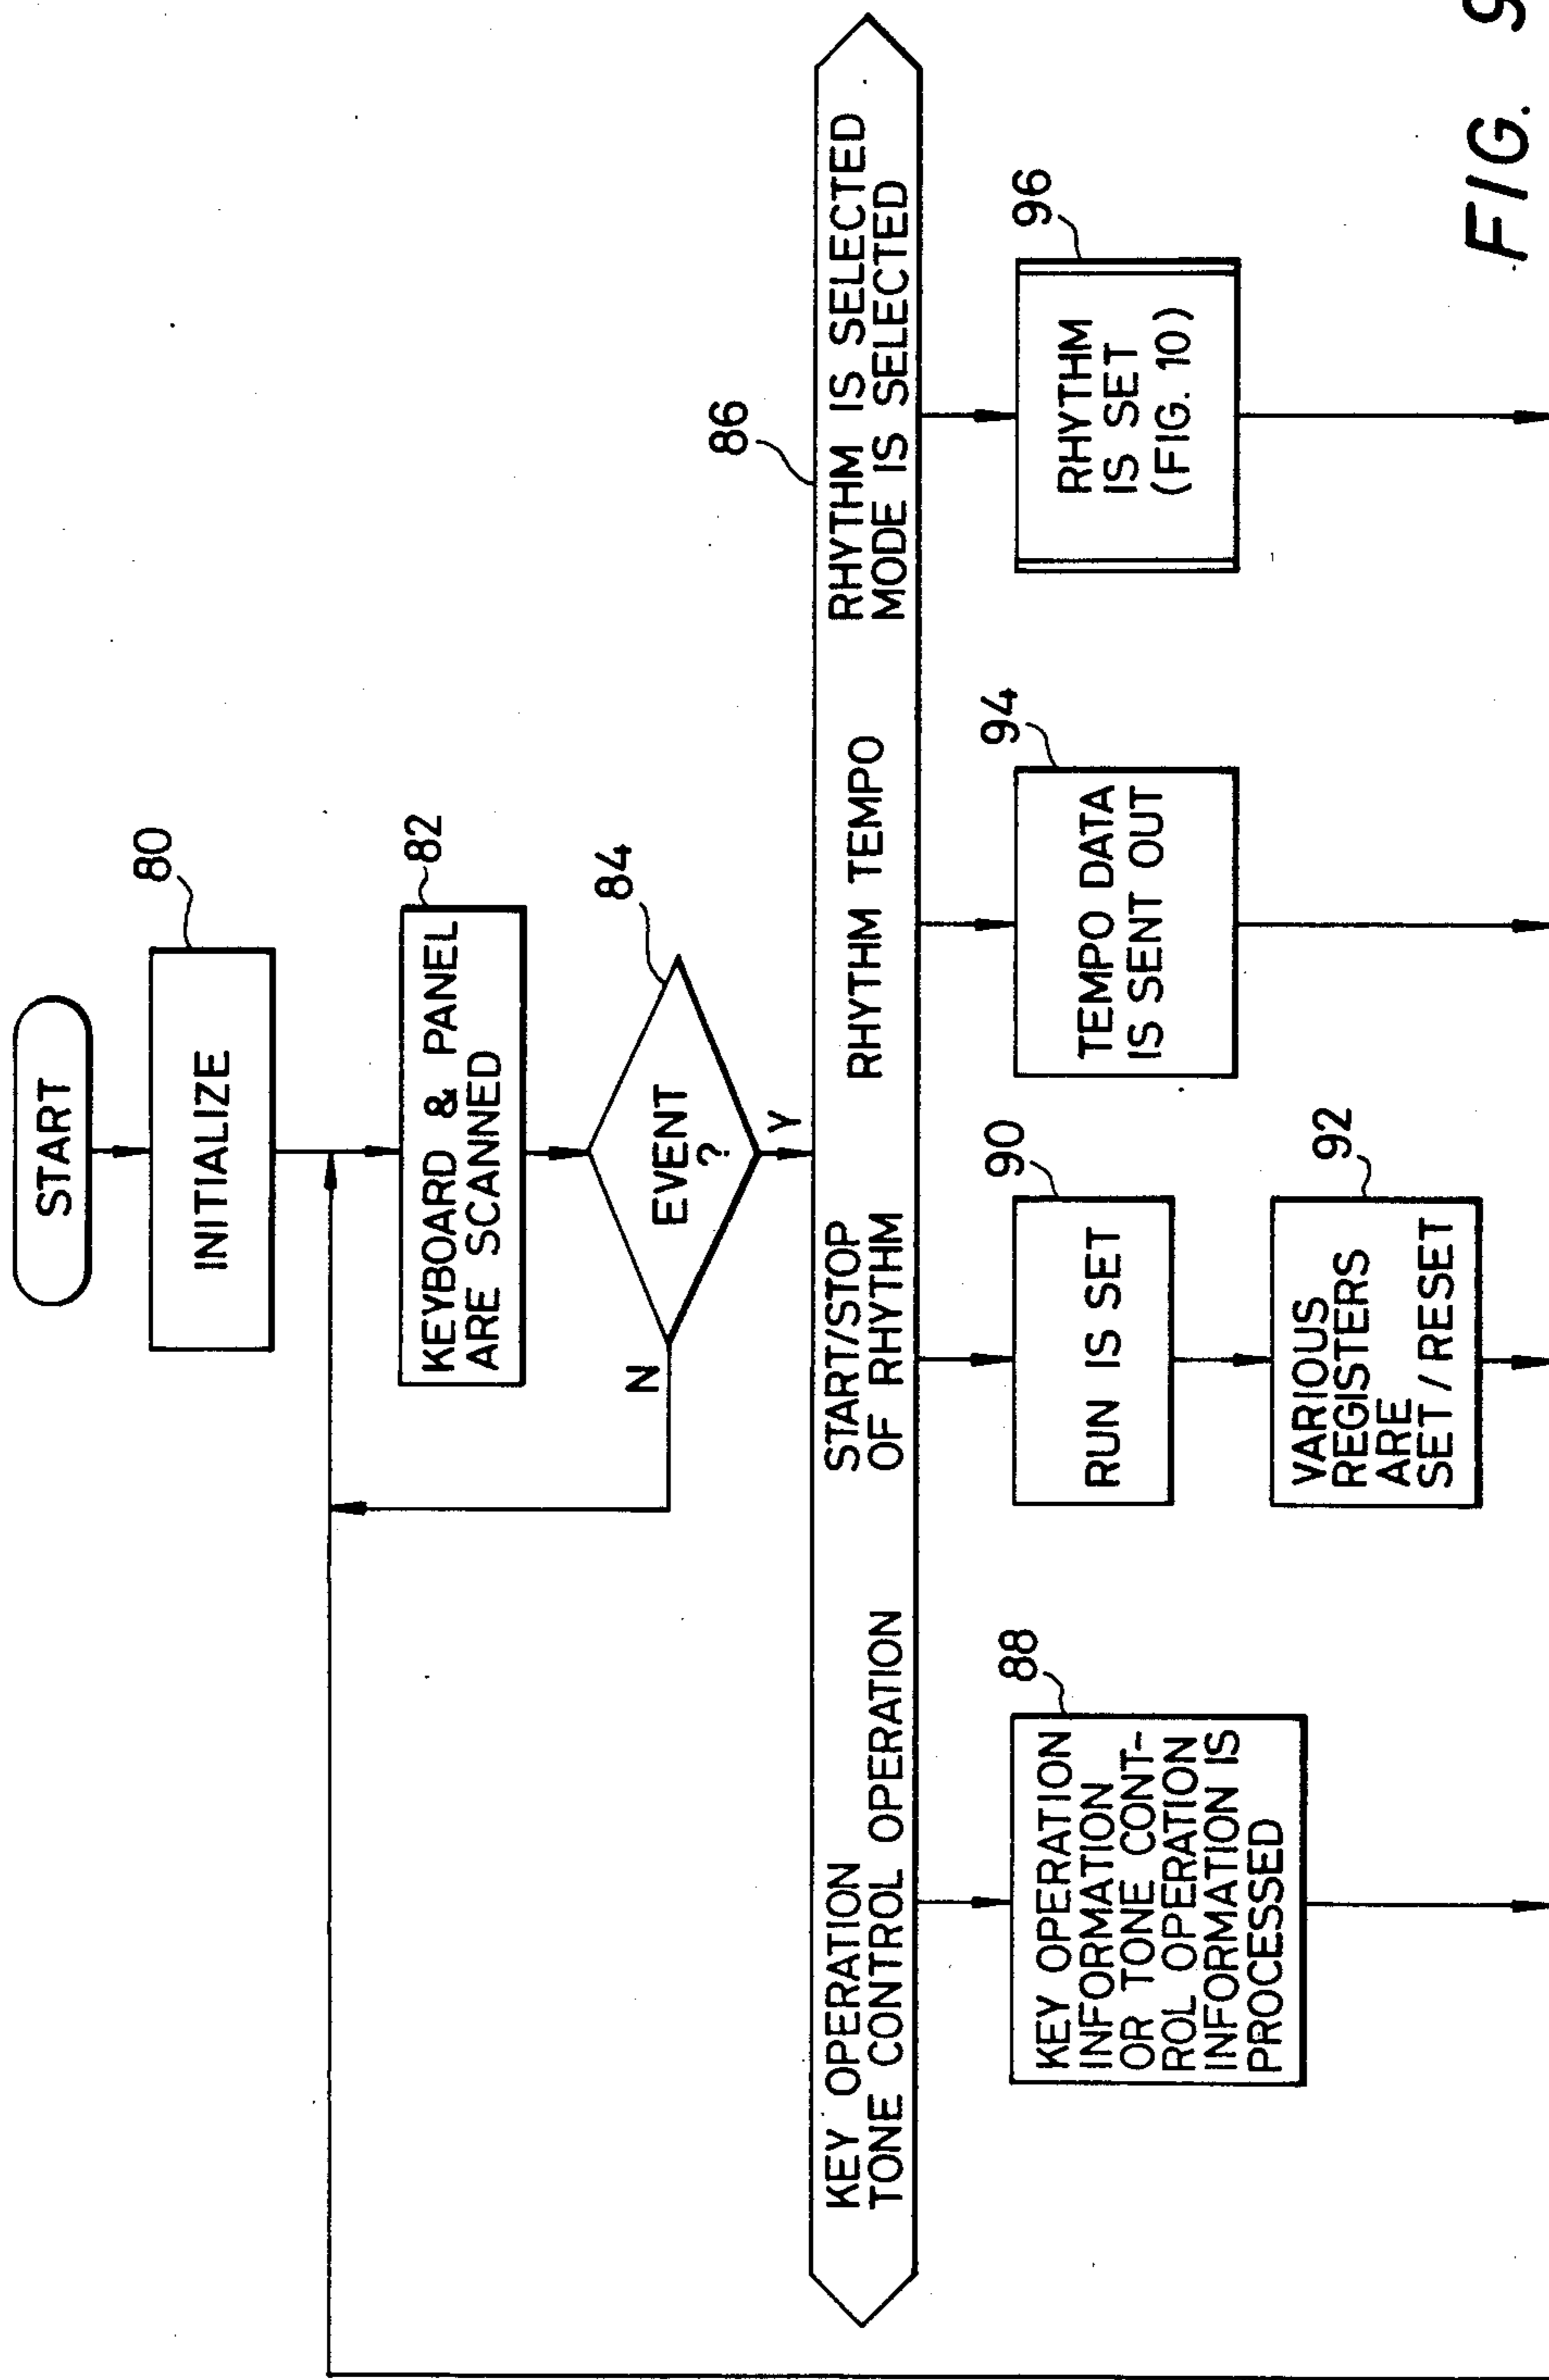 START
80
INITIALIZE
82
KEYBOARD & PANEL
ARE SCANNED
84
EVENT
?
N
Y
86
KEY OPERATION
TONE CONTROL OPERATION
START/STOP
OF RHYTHM
RHYTHM TEMPO
RHYTHM IS SELECTED
MODE IS SELECTED
88
KEY OPERATION
INFORMATION
OR TONE CONT-
ROL OPERATION
INFORMATION IS
PROCESSED
90
RUN IS SET
92
VARIOUS
REGISTERS
ARE
SET / RESET
94
TEMPO DATA
IS SENT OUT
96
RHYTHM
IS SET
(FIG. 10)
FIG. 9